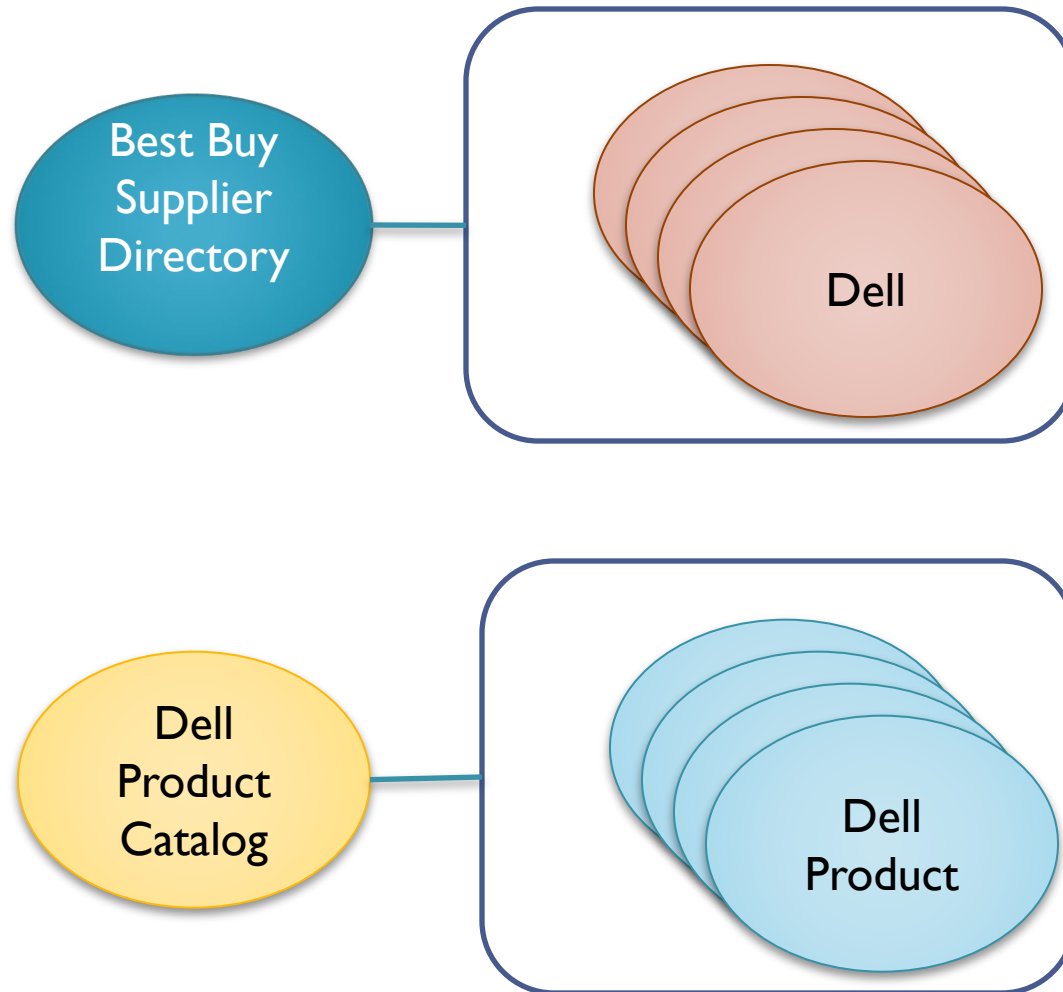 Best Buy
Supplier
Directory
Dell
Dell
Product
Catalog
Dell
Product